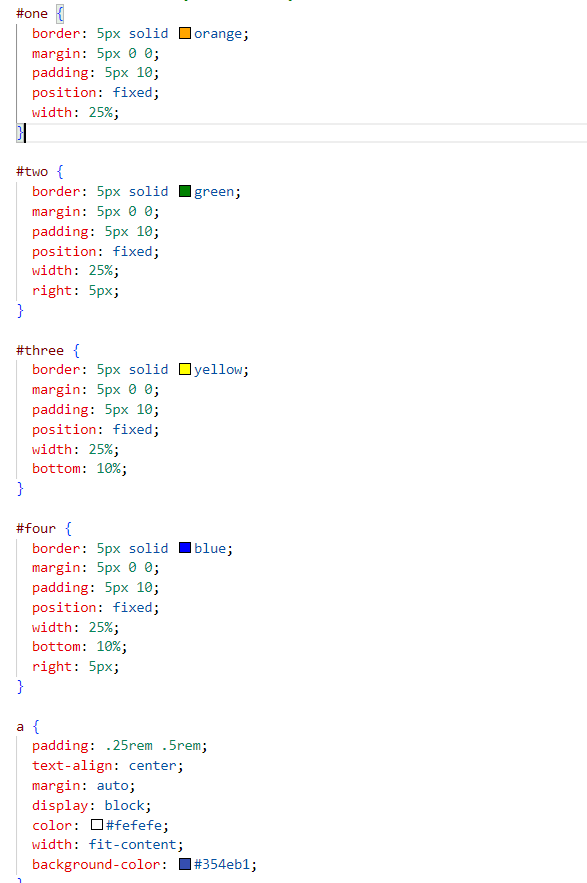 #one {
  border: 5px solid orange;
  margin: 5px 0 0;
  padding: 5px 10;
  position: fixed;
  width: 25%;
}
#two {
  border: 5px solid green;
  margin: 5px 0 0;
  padding: 5px 10;
  position: fixed;
  width: 25%;
  right: 5px;
}
#three {
  border: 5px solid yellow;
  margin: 5px 0 0;
  padding: 5px 10;
  position: fixed;
  width: 25%;
  bottom: 10%;
}
#four {
  border: 5px solid blue;
  margin: 5px 0 0;
  padding: 5px 10;
  position: fixed;
  width: 25%;
  bottom: 10%;
  right: 5px;
}
a {
  padding: .25rem .5rem;
  text-align: center;
  margin: auto;
  display: block;
  color: #fefefe;
  width: fit-content;
  background-color: #354eb1;
}